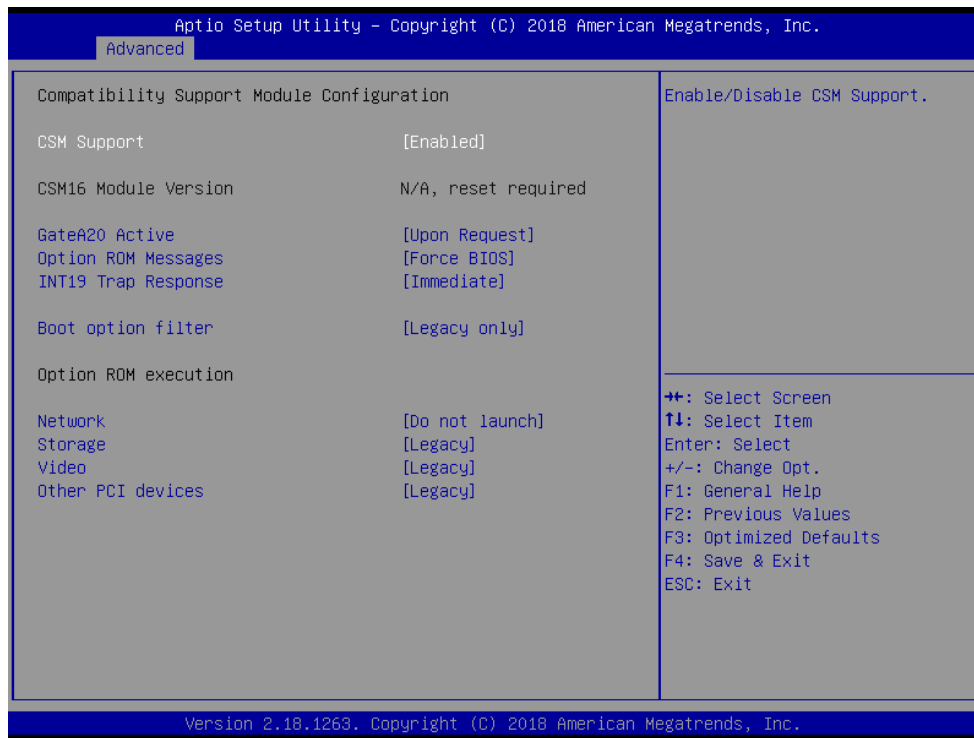 Aptio Setup Utility – Copyright (C) 2018 American Megatrends, Inc.
Advanced
Compatibility Support Module Configuration
CSM Support [Enabled]
CSM16 Module Version N/A, reset required
GateA20 Active [Upon Request]
Option ROM Messages [Force BIOS]
INT19 Trap Response [Immediate]
Boot option filter [Legacy only]
Option ROM execution
Network [Do not launch]
Storage [Legacy]
Video [Legacy]
Other PCI devices [Legacy]
Enable/Disable CSM Support.
→←: Select Screen
↑↓: Select Item
Enter: Select
+/-: Change Opt.
F1: General Help
F2: Previous Values
F3: Optimized Defaults
F4: Save & Exit
ESC: Exit
Version 2.18.1263. Copyright (C) 2018 American Megatrends, Inc.